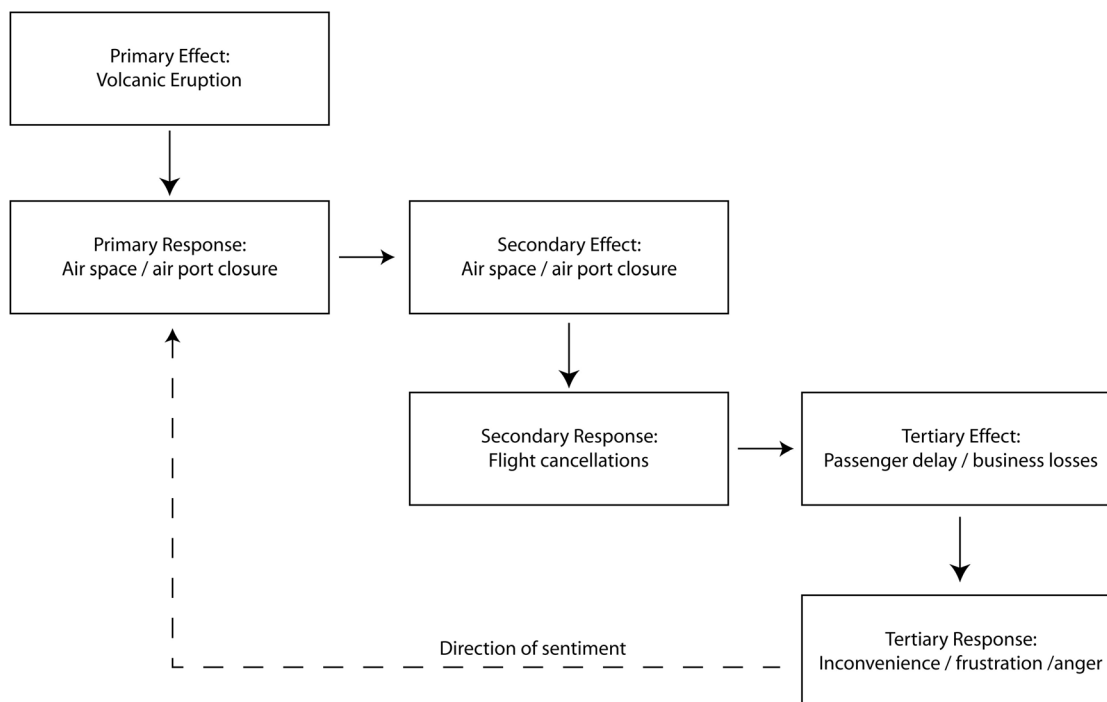 Primary Effect:
Volcanic Eruption
Primary Response:
Air space / air port closure
Secondary Effect:
Air space / air port closure
Secondary Response:
Flight cancellations
Tertiary Effect:
Passenger delay / business losses
Direction of sentiment
Tertiary Response:
Inconvenience / frustration /anger